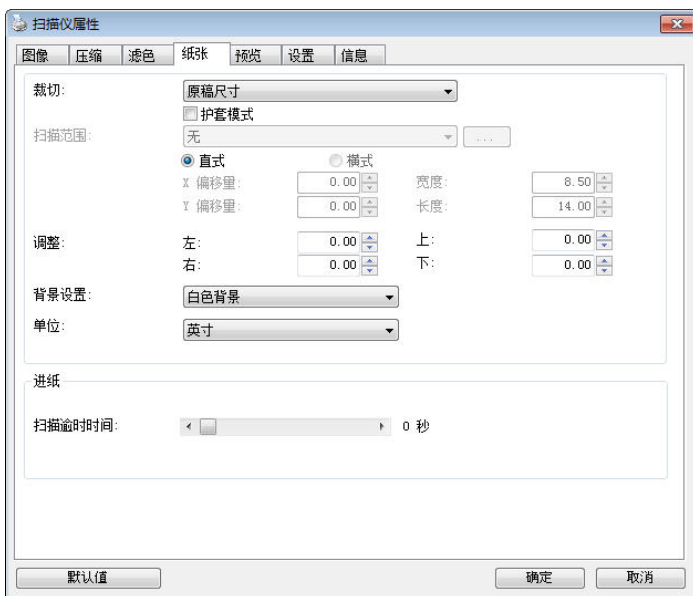 扫描仪属性
图像 压缩 滤色 纸张 预览 设置 信息
裁切: 原稿尺寸
护套模式
扫描范围: 无 ...
直式 横式
X 偏移量: 0.00 宽度: 8.50
Y 偏移量: 0.00 长度: 14.00
调整: 左: 0.00 上: 0.00
右: 0.00 下: 0.00
背景设置: 白色背景
单位: 英寸
进纸
扫描逾时时间: 0 秒
默认值 确定 取消